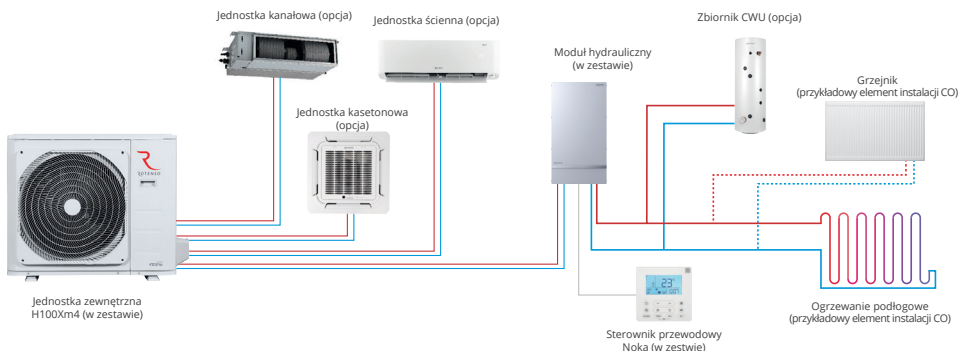 Jednostka kanałowa (opcja)
Jednostka ścienna (opcja)
Zbiornik CWU (opcja)
Moduł hydrauliczny
(w zestawie)
Grzejnik
(przykładowy element instalacji CO)
Jednostka kasetonowa
(opcja)
ROTENSO
Jednostka zewnętrzna
H100Xm4 (w zestawie)
Ogrzewanie podłogowe
(przykładowy element instalacji CO)
Sterownik przewodowy
Noka (w zestwie)